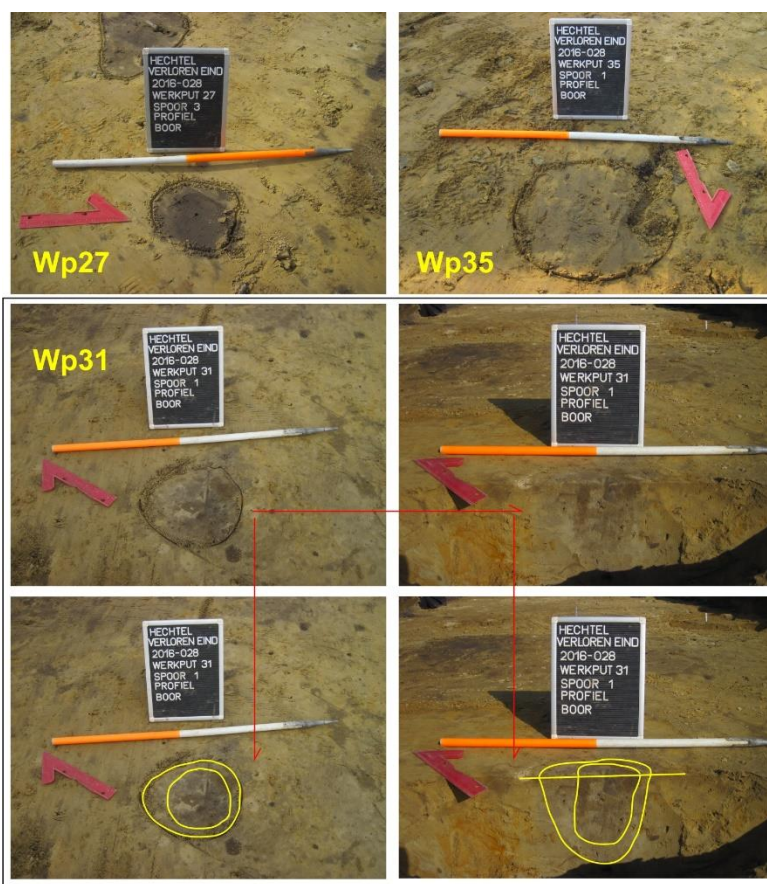 HECHTEL
VERLOREN EIND
2016-028
WERKPUT 27
SPOOR 3
PROFIEL
BOOR
Wp27
HECHTEL
VERLOREN EIND
2016-028
WERKPUT 35
SPOOR 1
PROFIEL
BOOR
Wp35
Wp31
HECHTEL
VERLOREN EIND
2016-028
WERKPUT 31
SPOOR 1
PROFIEL
BOOR
HECHTEL
VERLOREN EIND
2016-028
WERKPUT 31
SPOOR 1
PROFIEL
BOOR
HECHTEL
VERLOREN EIND
2016-028
WERKPUT 31
SPOOR 1
PROFIEL
BOOR
HECHTEL
VERLOREN EIND
2016-028
WERKPUT 31
SPOOR 1
PROFIEL
BOOR